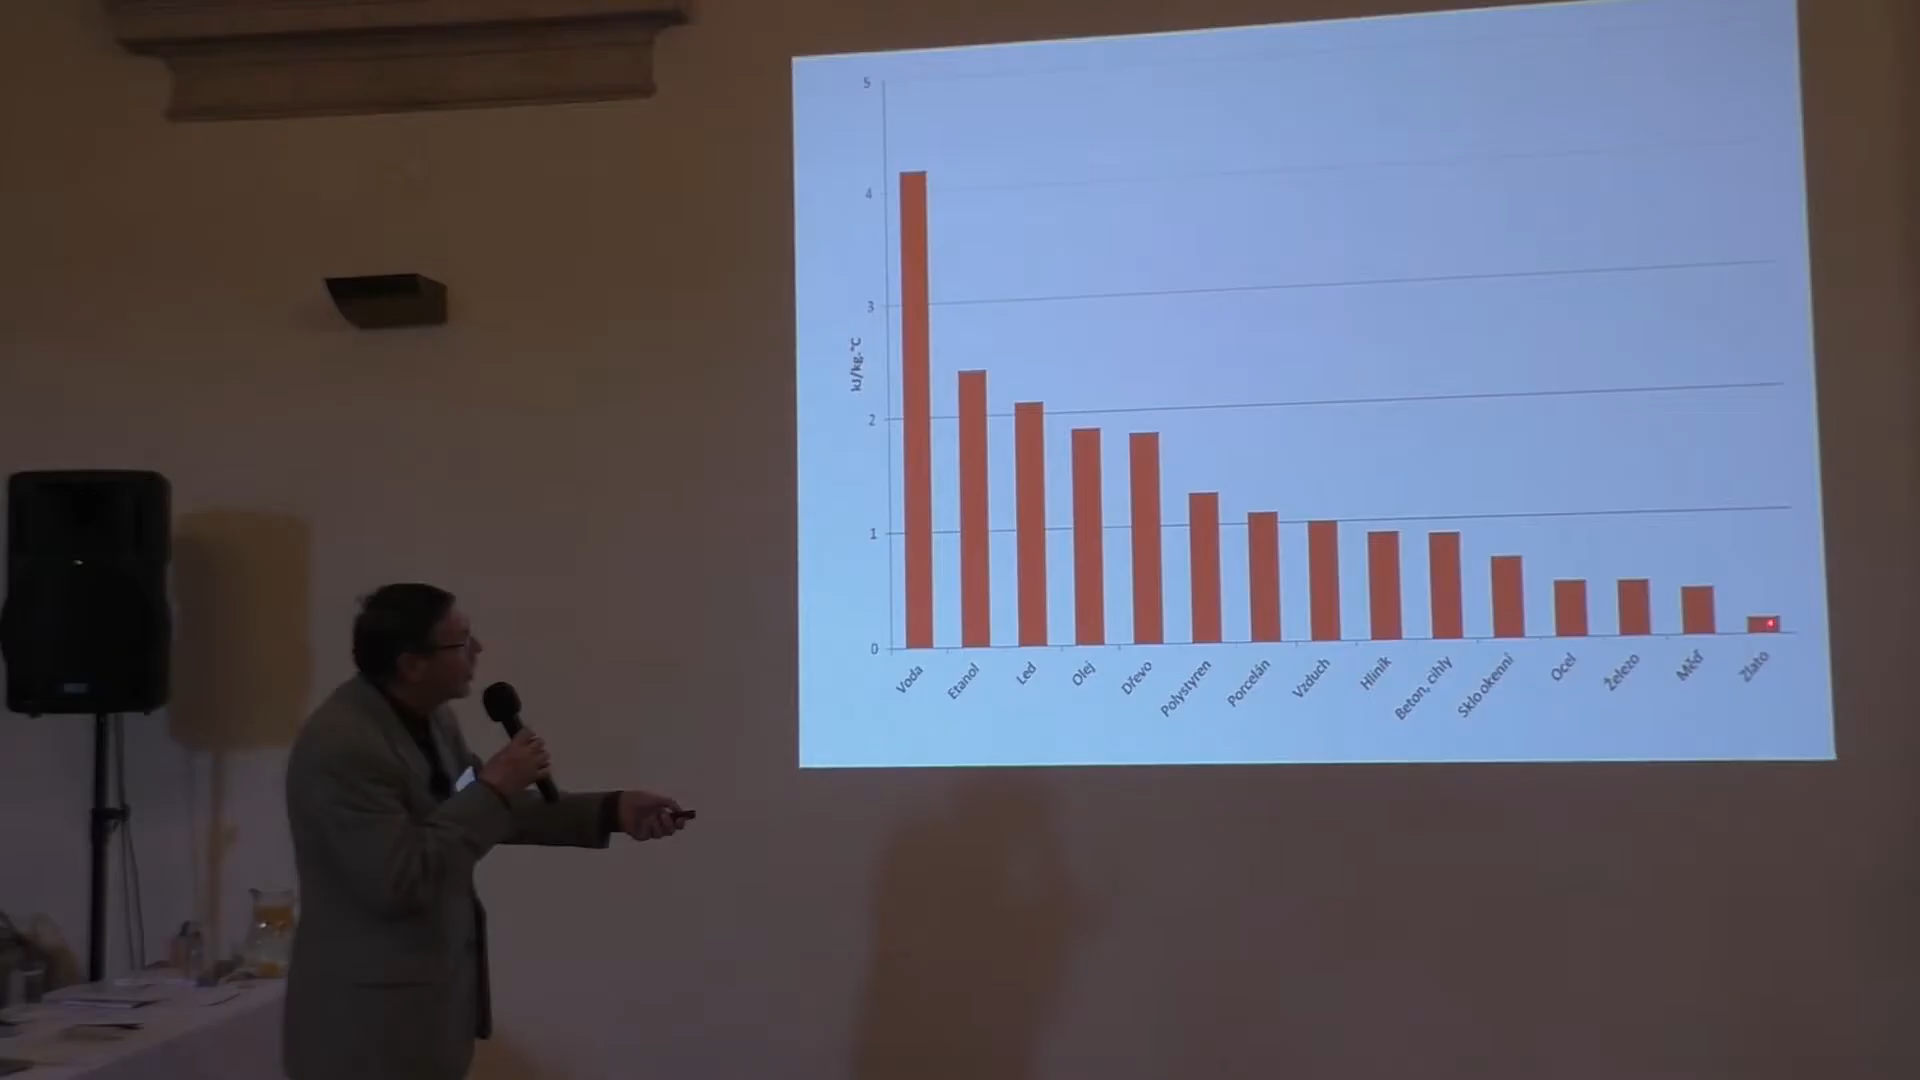 5
4
3
2
1
0
kJ/kg.°C
Voda
Etanol
Led
Olej
Dřevo
Polystyren
Porcelán
Vzduch
Hliník
Beton, cihly
Sklo okenní
Ocel
Železo
Měď
Zlato